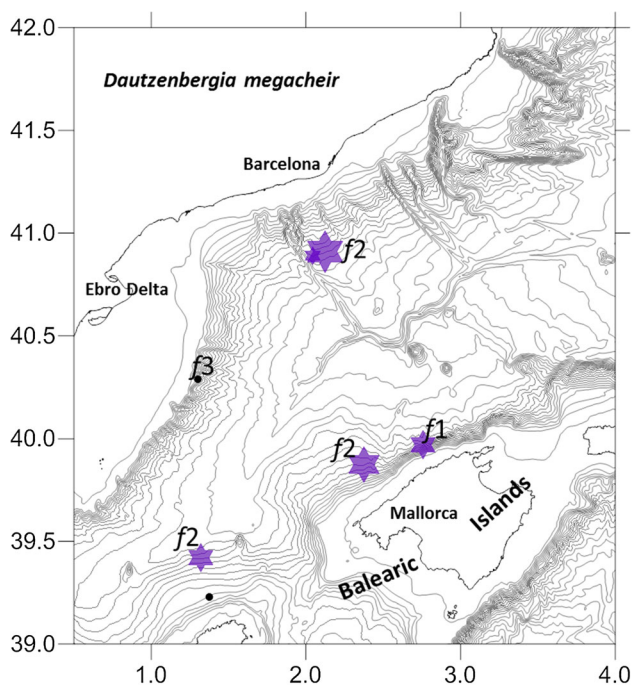 42.0
Dautzenbergia megacheir
41.5
Barcelona
41.0
f2
Ebro Delta
40.5
f3
40.0
f1
f2
Mallorca
Islands
39.5
f2
Balearic
39.0
1.0 2.0 3.0 4.0